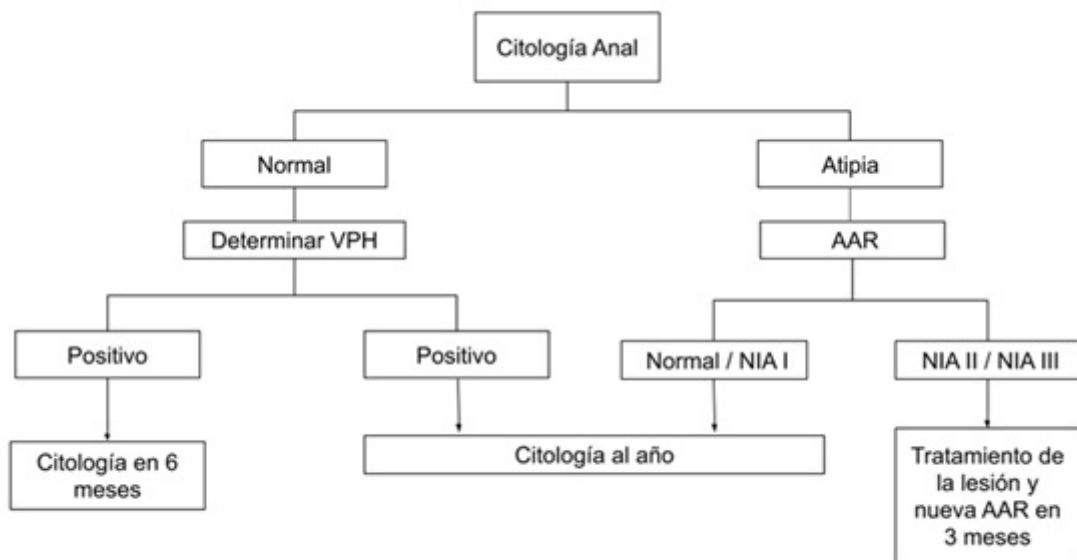 Citología Anal
Normal
Atipia
Determinar VPH
AAR
Positivo
Positivo
Normal / NIA I
NIA II / NIA III
Citología en 6
meses
Citología al año
Tratamiento de
la lesión y
nueva AAR en
3 meses